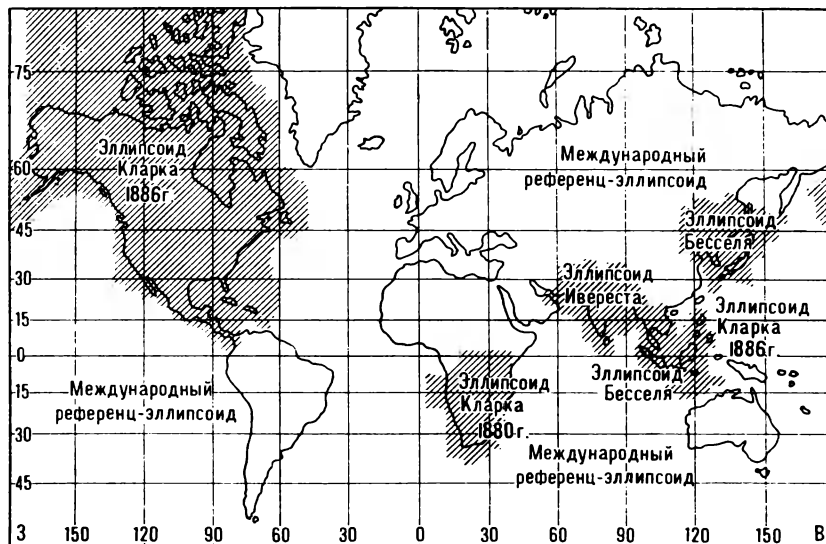 75
60
45
30
15
0
15
30
45
Эллипсоид
Кларка
1886г.
Международный
референц-эллипсоид
Эллипсоид
Бесселя
Эллипсоид
Ивереста
Эллипсоид
Кларка
1886г.
Эллипсоид
Бесселя
Международный
референц-эллипсоид
Эллипсоид
Кларка
1880г.
Международный
референц-эллипсоид
З 150 120 90 60 30 0 30 60 90 120 150 В